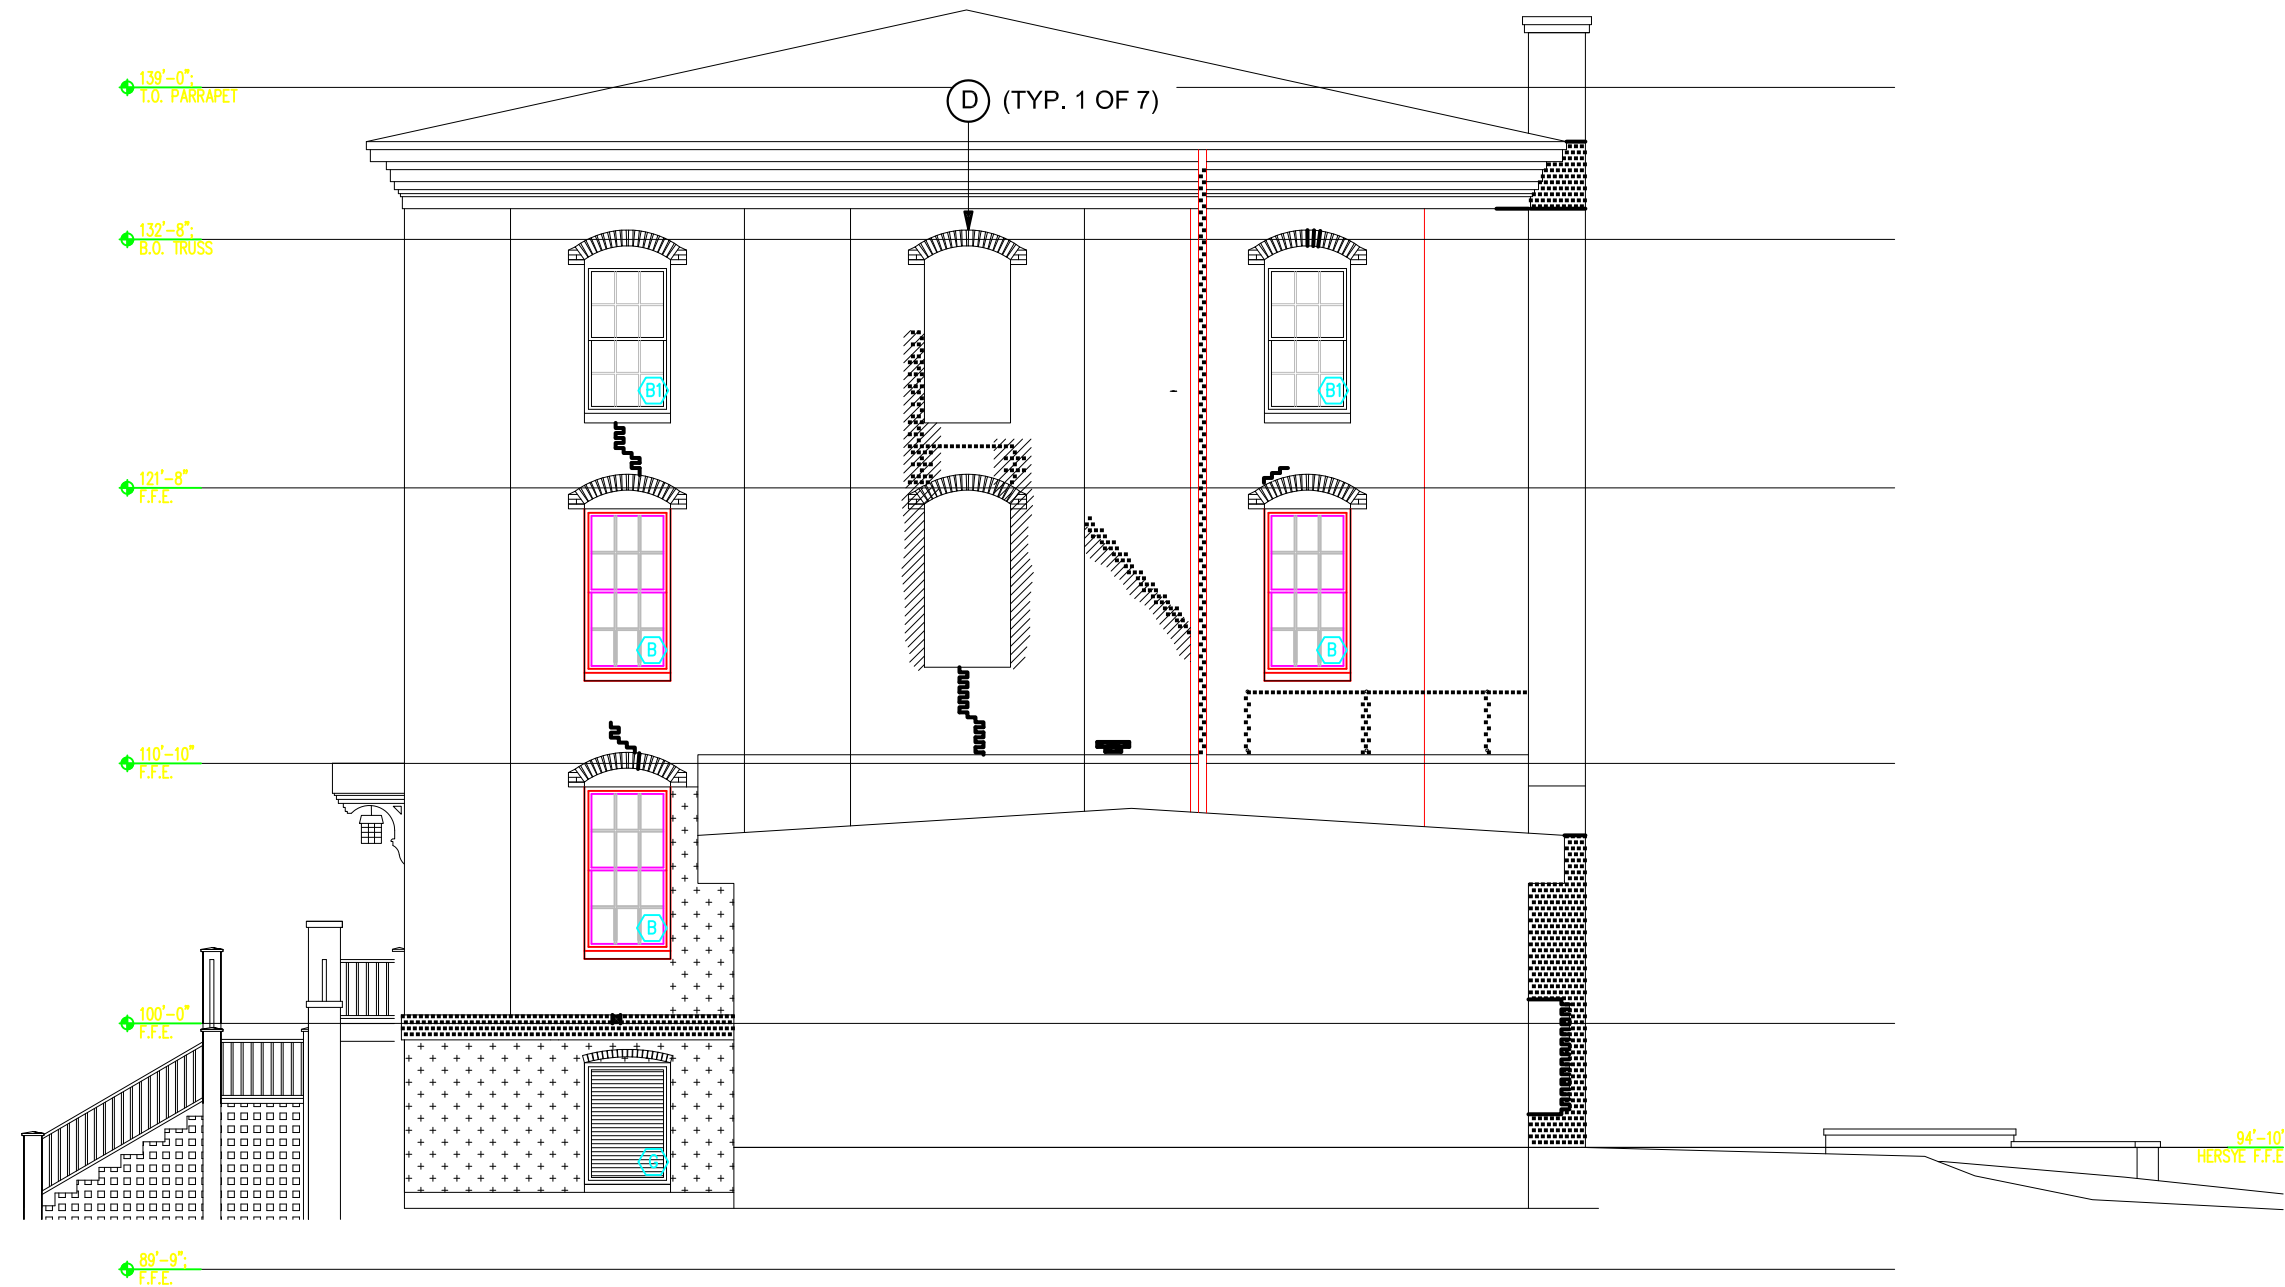 139'-0";
T.O. PARRAPET
D (TYP. 1 OF 7)
132'-8";
B.O. TRUSS
B1
B1
121'-8"
F.F.E.
B
B
110'-10"
F.F.E.
B
100'-0"
F.F.E.
94'-10"
HERSYE F.F.E
G
89'-9";
F.F.E.